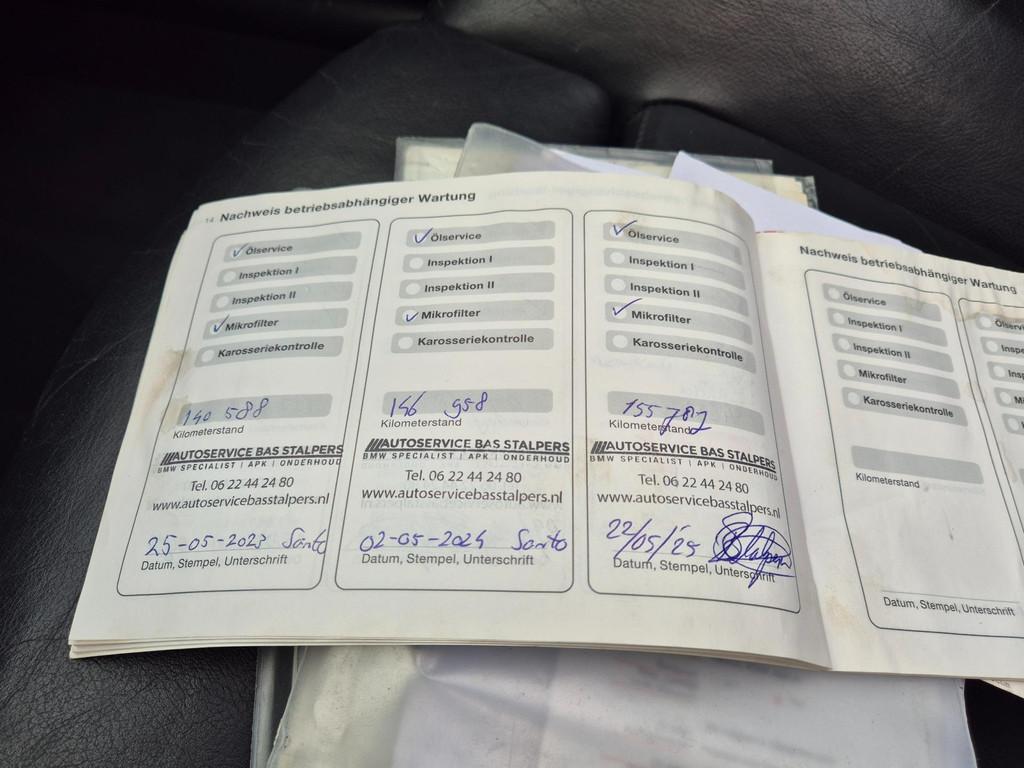 14 Nachweis betriebsabhängiger Wartung
Ölservice
Inspektion I
Inspektion II
Mikrofilter
Karosseriekontrolle
140 588
Kilometerstand
AUTOSERVICE BAS STALPERS
BMW SPECIALIST | APK | ONDERHOUD
Tel. 06 22 44 24 80
www.autoservicebasstalpers.nl
25-05-2023 Santo
Datum, Stempel, Unterschrift
Ölservice
Inspektion I
Inspektion II
Mikrofilter
Karosseriekontrolle
146 958
Kilometerstand
AUTOSERVICE BAS STALPERS
BMW SPECIALIST | APK | ONDERHOUD
Tel. 06 22 44 24 80
www.autoservicebasstalpers.nl
02-05-2024 Santo
Datum, Stempel, Unterschrift
Ölservice
Inspektion I
Inspektion II
Mikrofilter
Karosseriekontrolle
155 782
Kilometerstand
AUTOSERVICE BAS STALPERS
BMW SPECIALIST | APK | ONDERHOUD
Tel. 06 22 44 24 80
www.autoservicebasstalpers.nl
22/05/25 BStalpers
Datum, Stempel, Unterschrift
Nachweis betriebsabhängiger Wartung
Ölservice
Inspektion I
Inspektion II
Mikrofilter
Karosseriekontrolle
Kilometerstand
Datum, Stempel, Unterschrift